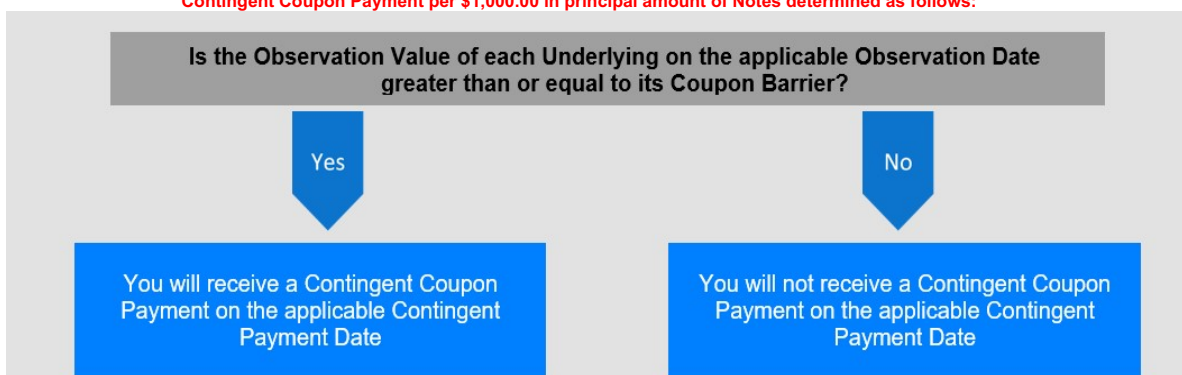 Contingent Coupon Payment per $1,000.00 in principal amount of Notes determined as follows:
Is the Observation Value of each Underlying on the applicable Observation Date
greater than or equal to its Coupon Barrier?
Yes
No
You will receive a Contingent Coupon
Payment on the applicable Contingent
Payment Date
You will not receive a Contingent Coupon
Payment on the applicable Contingent
Payment Date